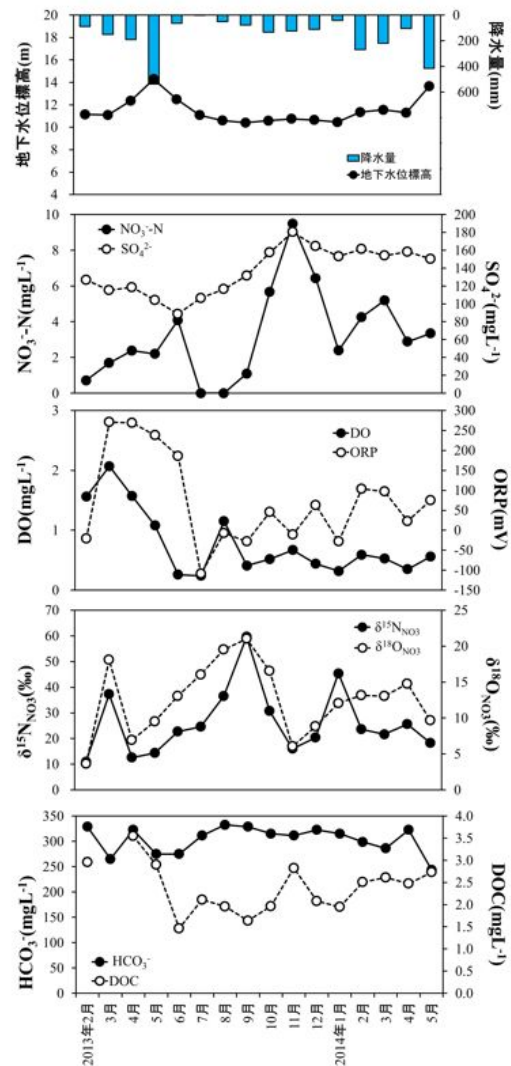 地下水位標高(m)
20
18
16
14
12
10
8
6
4
0
200
400
600
降水量(mm)
降水量
地下水位標高
NO₃⁻-N(mgL⁻¹)
10
8
6
4
2
0
NO₃⁻-N
SO₄²⁻
200
180
160
140
120
100
80
60
40
20
0
SO₄²⁻(mgL⁻¹)
DO(mgL⁻¹)
3
2
1
0
DO
ORP
300
250
200
150
100
50
0
-50
-100
-150
ORP(mV)
δ¹⁵N_NO3(‰)
70
60
50
40
30
20
10
0
δ¹⁵N_NO3
δ¹⁸O_NO3
25
20
15
10
5
0
δ¹⁸O_NO3(‰)
HCO₃⁻(mgL⁻¹)
350
300
250
200
150
100
50
0
HCO₃⁻
DOC
4.0
3.5
3.0
2.5
2.0
1.5
1.0
0.5
0.0
DOC(mgL⁻¹)
2013年2月
3月
4月
5月
6月
7月
8月
9月
10月
11月
12月
2014年1月
2月
3月
4月
5月